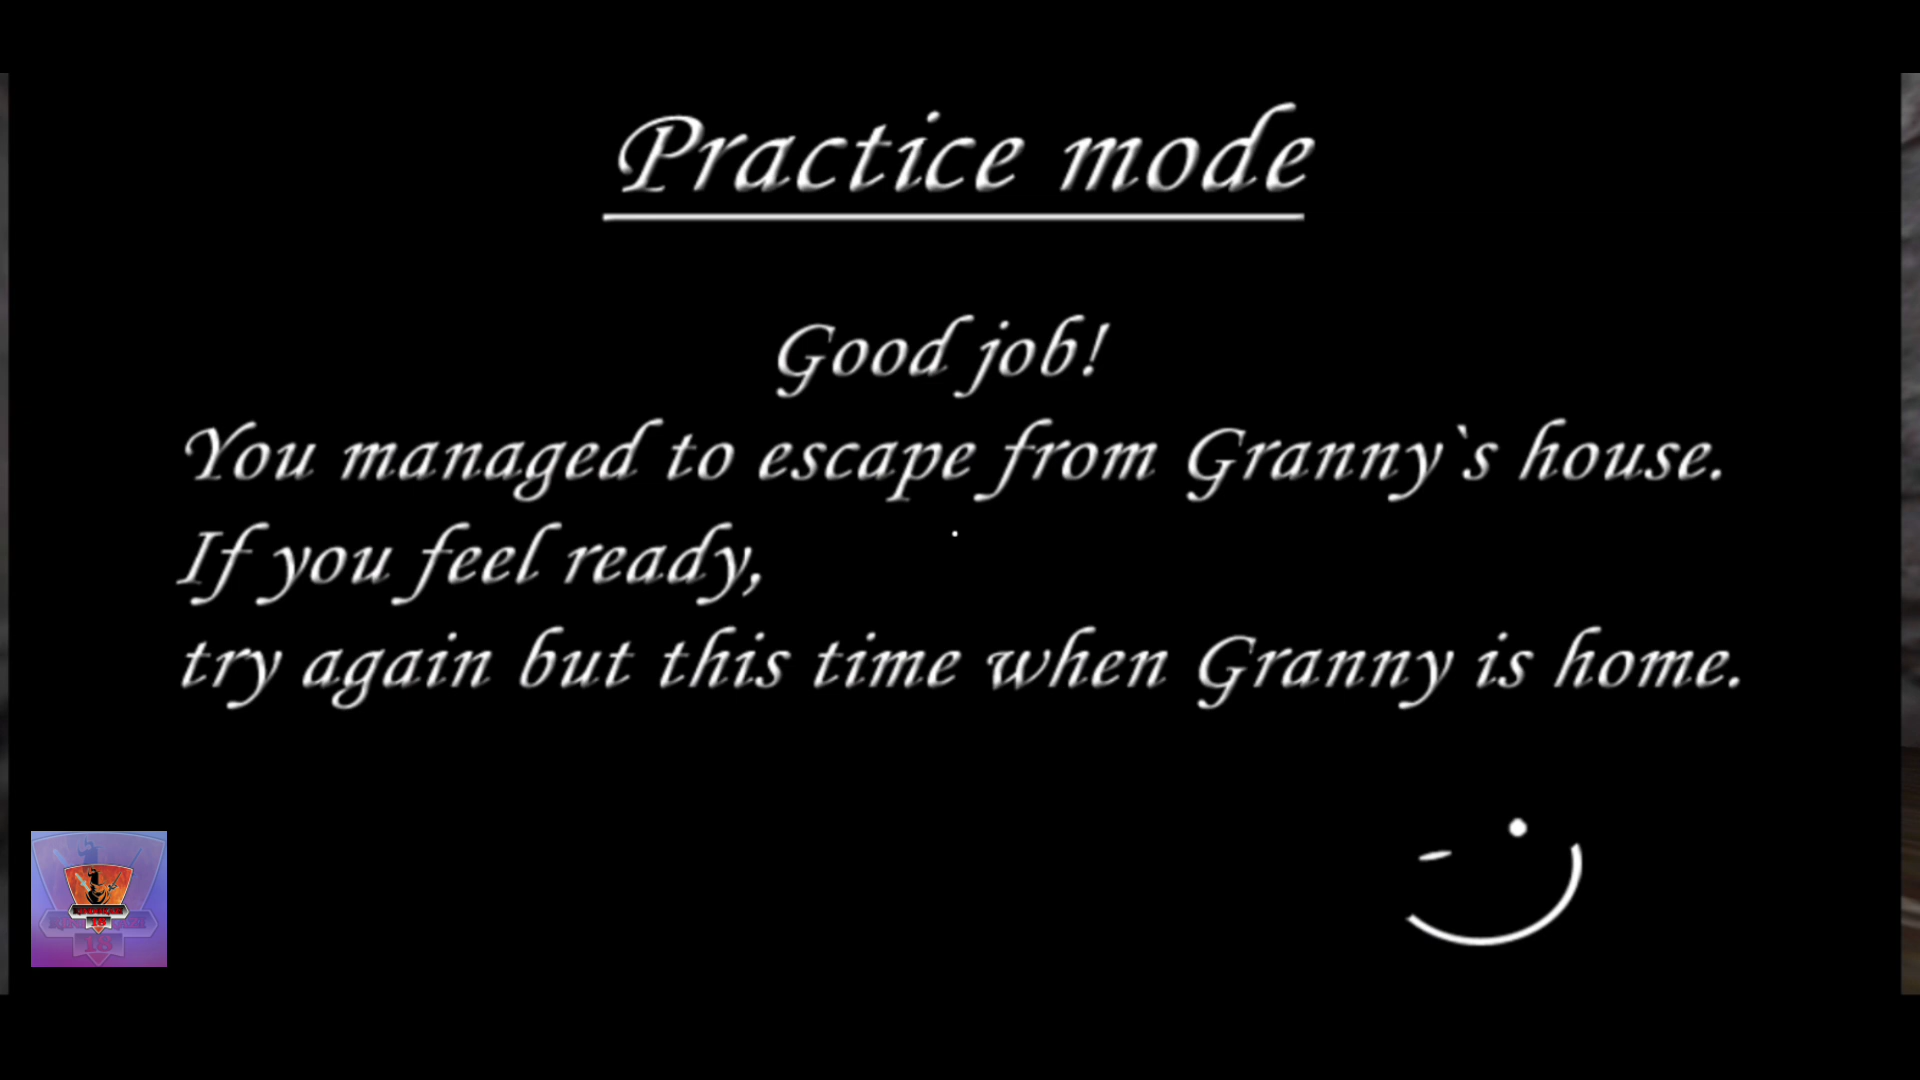 Practice mode
Good job!
You managed to escape from Granny`s house.
If you feel ready,
try again but this time when Granny is home.
18